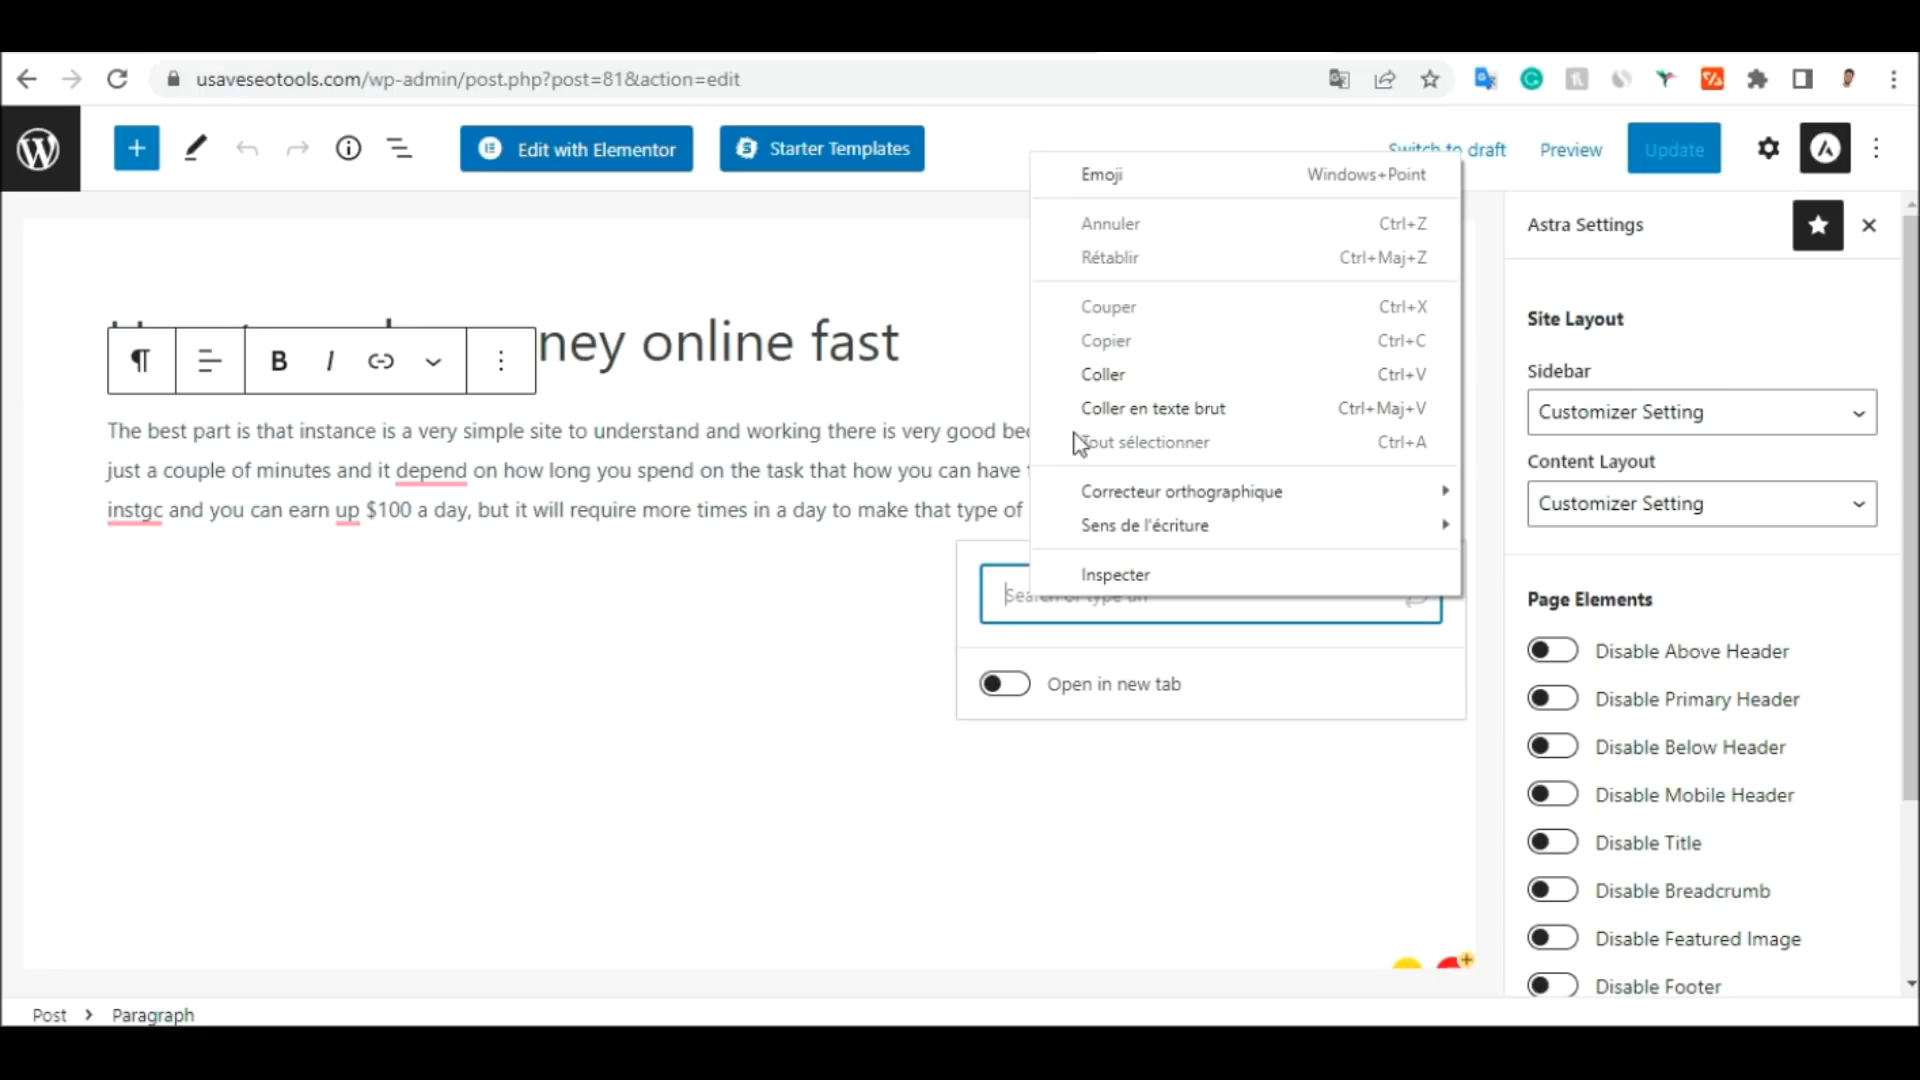 usaveseotools.com/wp-admin/post.php?post=81&action=edit
Edit with Elementor
Starter Templates
Switch to draft
Preview
Update
Emoji Windows+Point
Annuler Ctrl+Z
Rétablir Ctrl+Maj+Z
Couper Ctrl+X
Copier Ctrl+C
Coller Ctrl+V
Coller en texte brut Ctrl+Maj+V
Tout sélectionner Ctrl+A
Correcteur orthographique
Sens de l'écriture
Inspecter
ney online fast
B I
The best part is that instance is a very simple site to understand and working there is very good
just a couple of minutes and it depend on how long you spend on the task that how you can have
instgc and you can earn up $100 a day, but it will require more times in a day to make that type of
Search or type url
Open in new tab
Astra Settings
Site Layout
Sidebar
Customizer Setting
Content Layout
Customizer Setting
Page Elements
Disable Above Header
Disable Primary Header
Disable Below Header
Disable Mobile Header
Disable Title
Disable Breadcrumb
Disable Featured Image
Disable Footer
Post > Paragraph